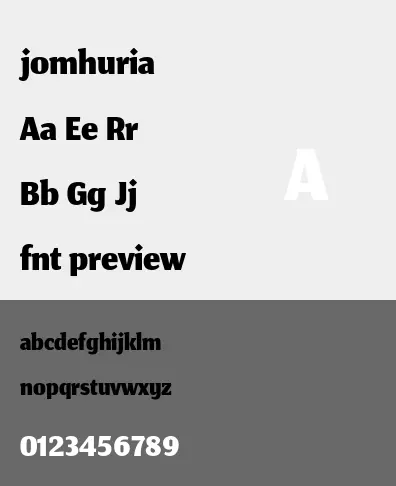 jomhuria
Aa Ee Rr
A
Bb Gg Jj
fnt preview
abcdefghijklm
nopqrstuvwxyz
0123456789